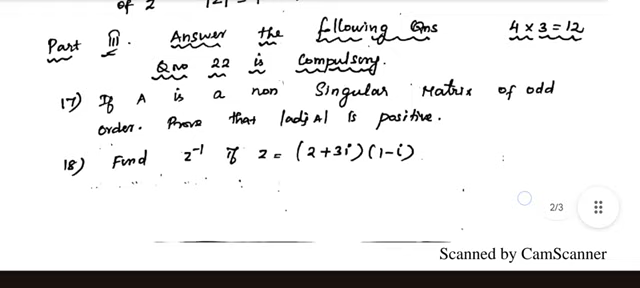 of z
Part III. Answer the following Qns 4 x 3 = 12
Q no 22 is Compulsory.
17) If A is a non Singular Matrix of odd
order. Prove that |adj A| is positive.
18) Find z⁻¹ if z = (2+3i)(1-i)
2/3
Scanned by CamScanner